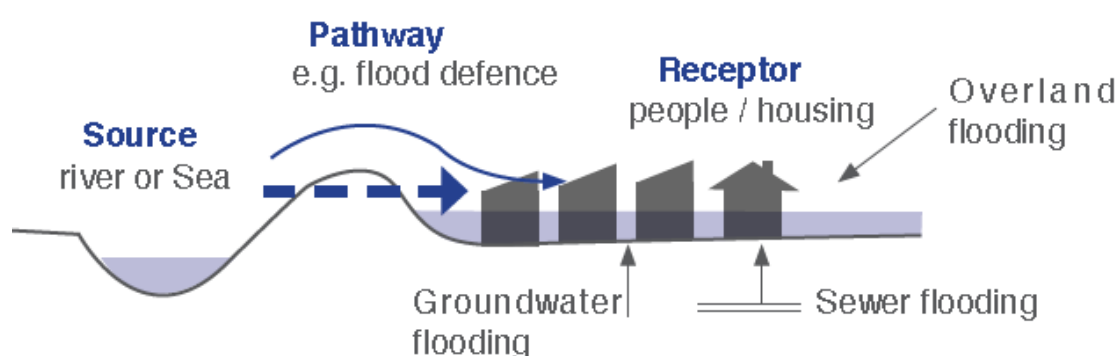 Pathway
e.g. flood defence
Receptor
people / housing
Overland
flooding
Source
river or Sea
Groundwater
flooding
Sewer flooding